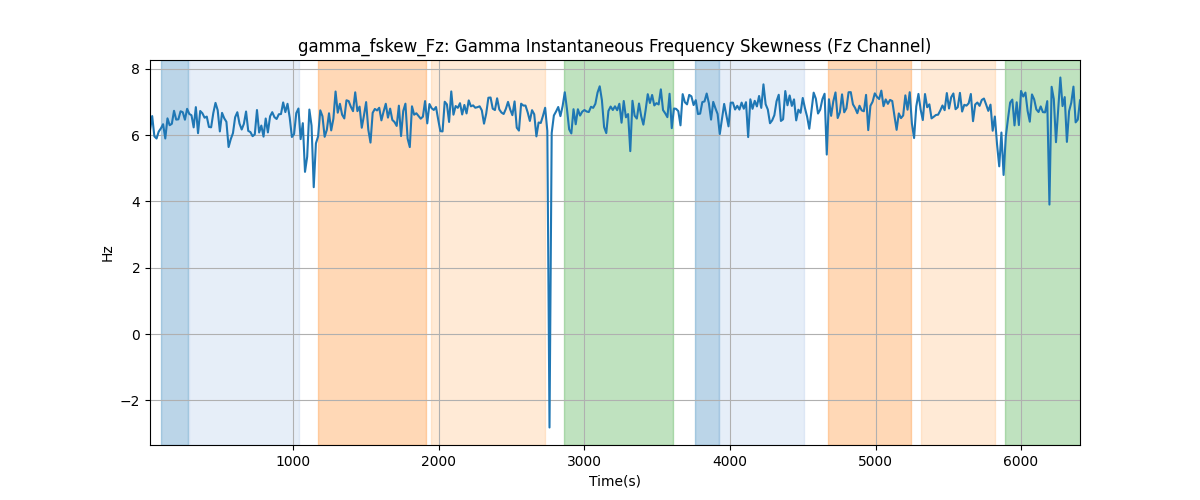 gamma_fskew_Fz: Gamma Instantaneous Frequency Skewness (Fz Channel)
8
6
4
2
0
−2
Hz
1000 2000 3000 4000 5000 6000
Time(s)